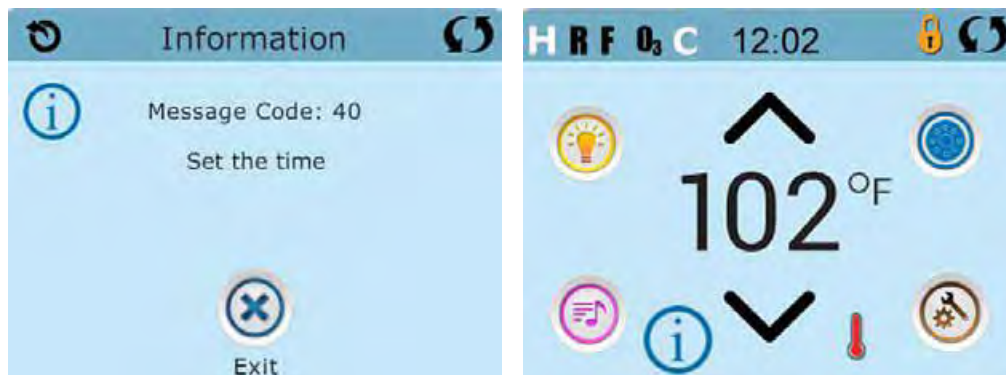 Information
Message Code: 40
Set the time
Exit
H R F O₃ C 12:02
102°F